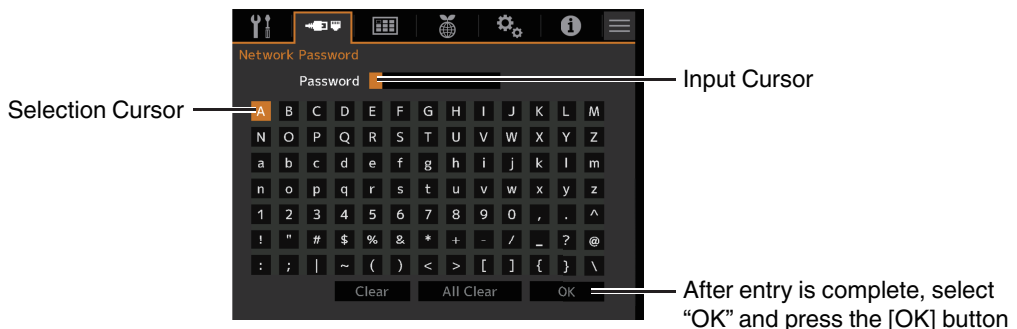 Network Password
Password
Input Cursor
Selection Cursor
A B C D E F G H I J K L M
N O P Q R S T U V W X Y Z
a b c d e f g h i j k l m
n o p q r s t u v w x y z
1 2 3 4 5 6 7 8 9 0 , . ^
! " # $ % & * + - / _ ? @
: ; | ~ ( ) < > [ ] { } \
Clear All Clear OK
After entry is complete, select
“OK” and press the [OK] button